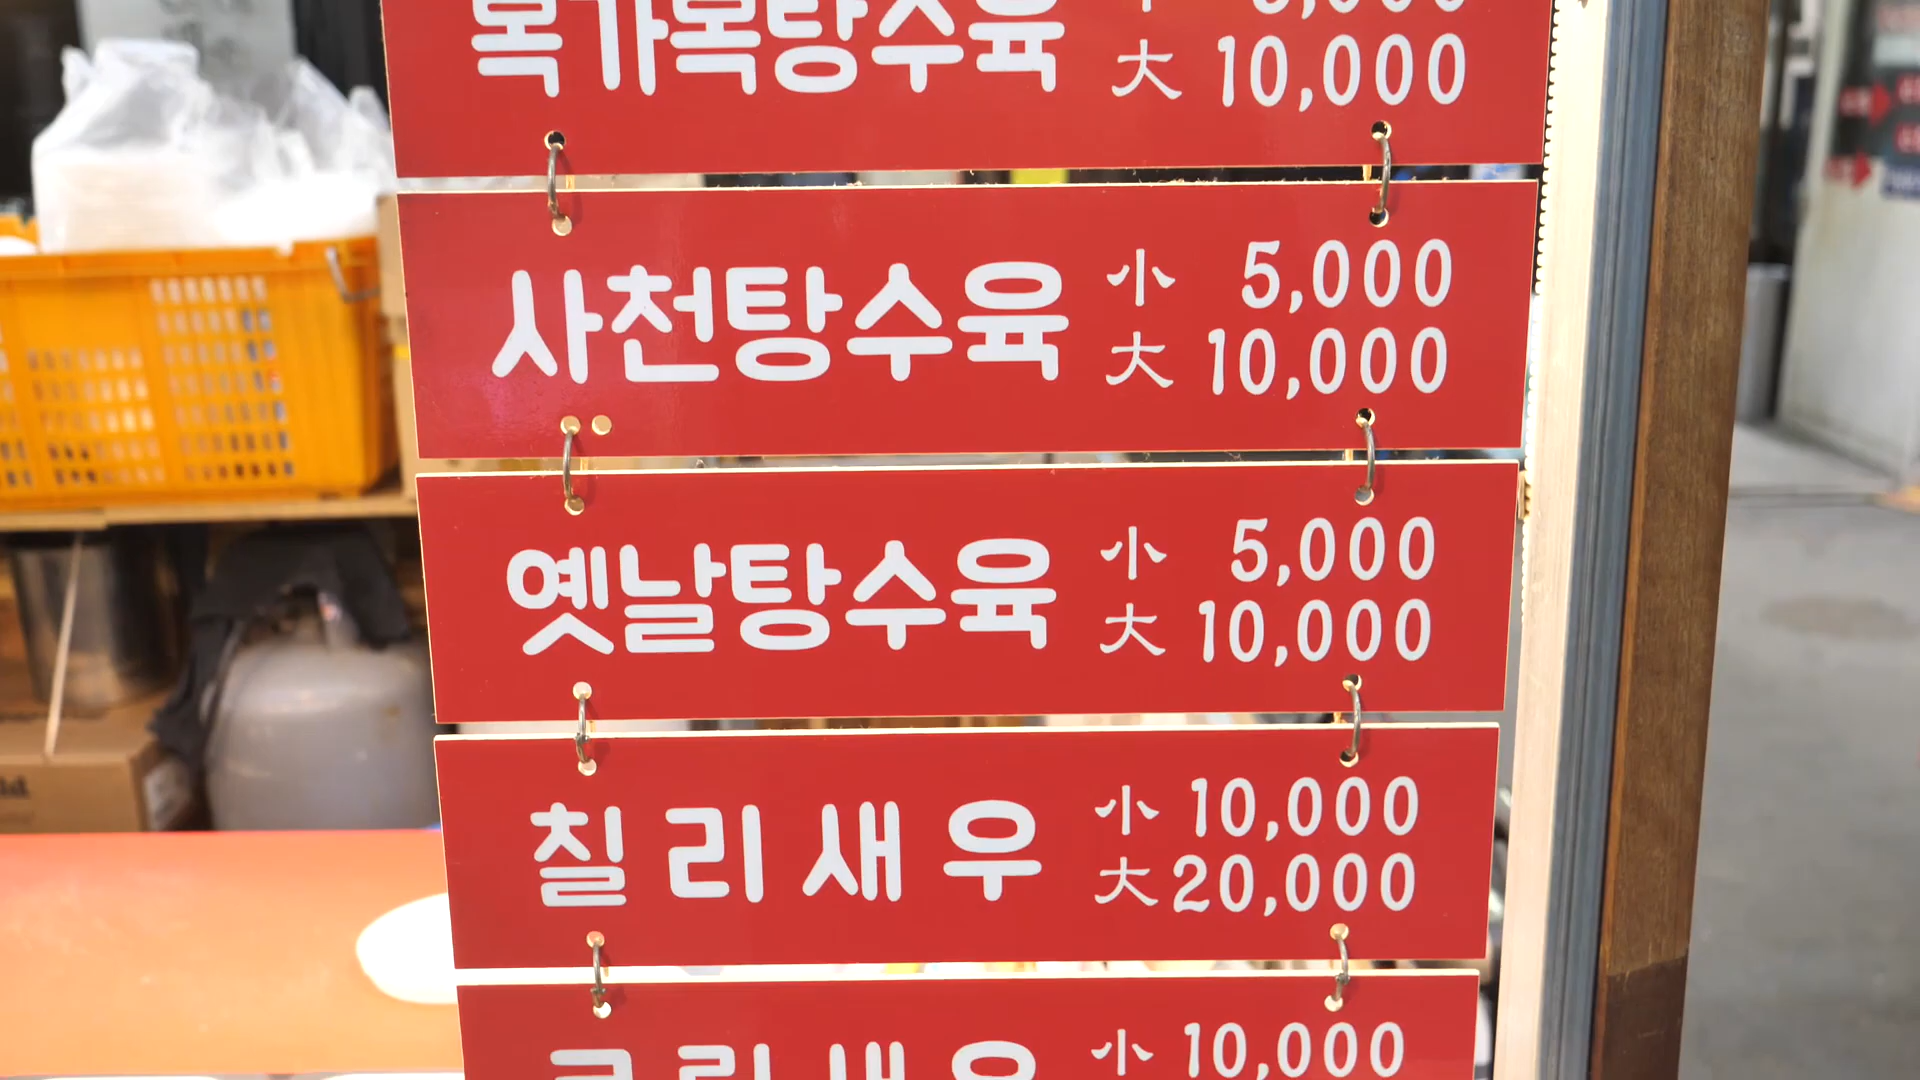 복가복탕수육
大 10,000
사천탕수육
小 5,000
大 10,000
옛날탕수육
小 5,000
大 10,000
칠리새우
小 10,000
大 20,000
小 10,000